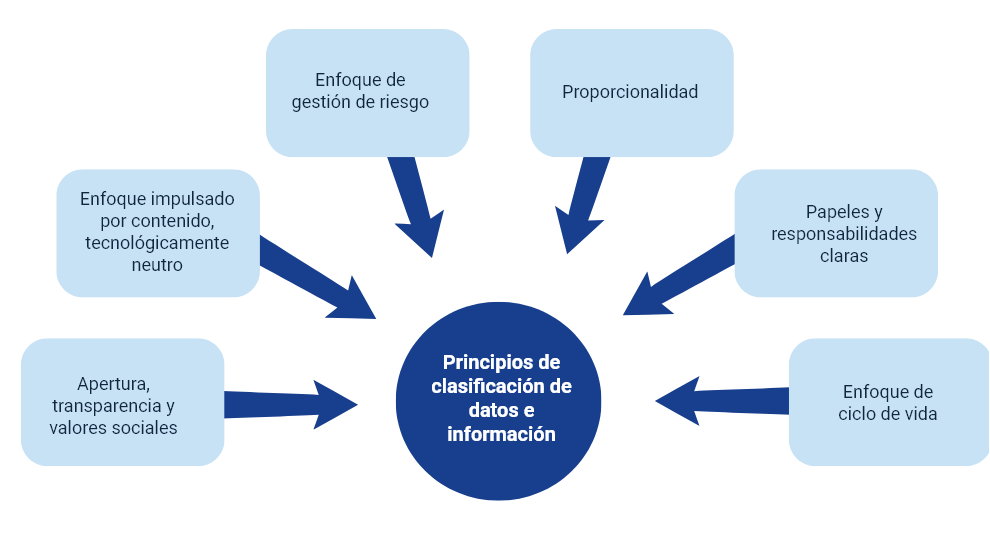 Enfoque de
gestión de riesgo
Proporcionalidad
Enfoque impulsado
por contenido,
tecnológicamente
neutro
Papeles y
responsabilidades
claras
Apertura,
transparencia y
valores sociales
Principios de
clasificación de
datos e
información
Enfoque de
ciclo de vida